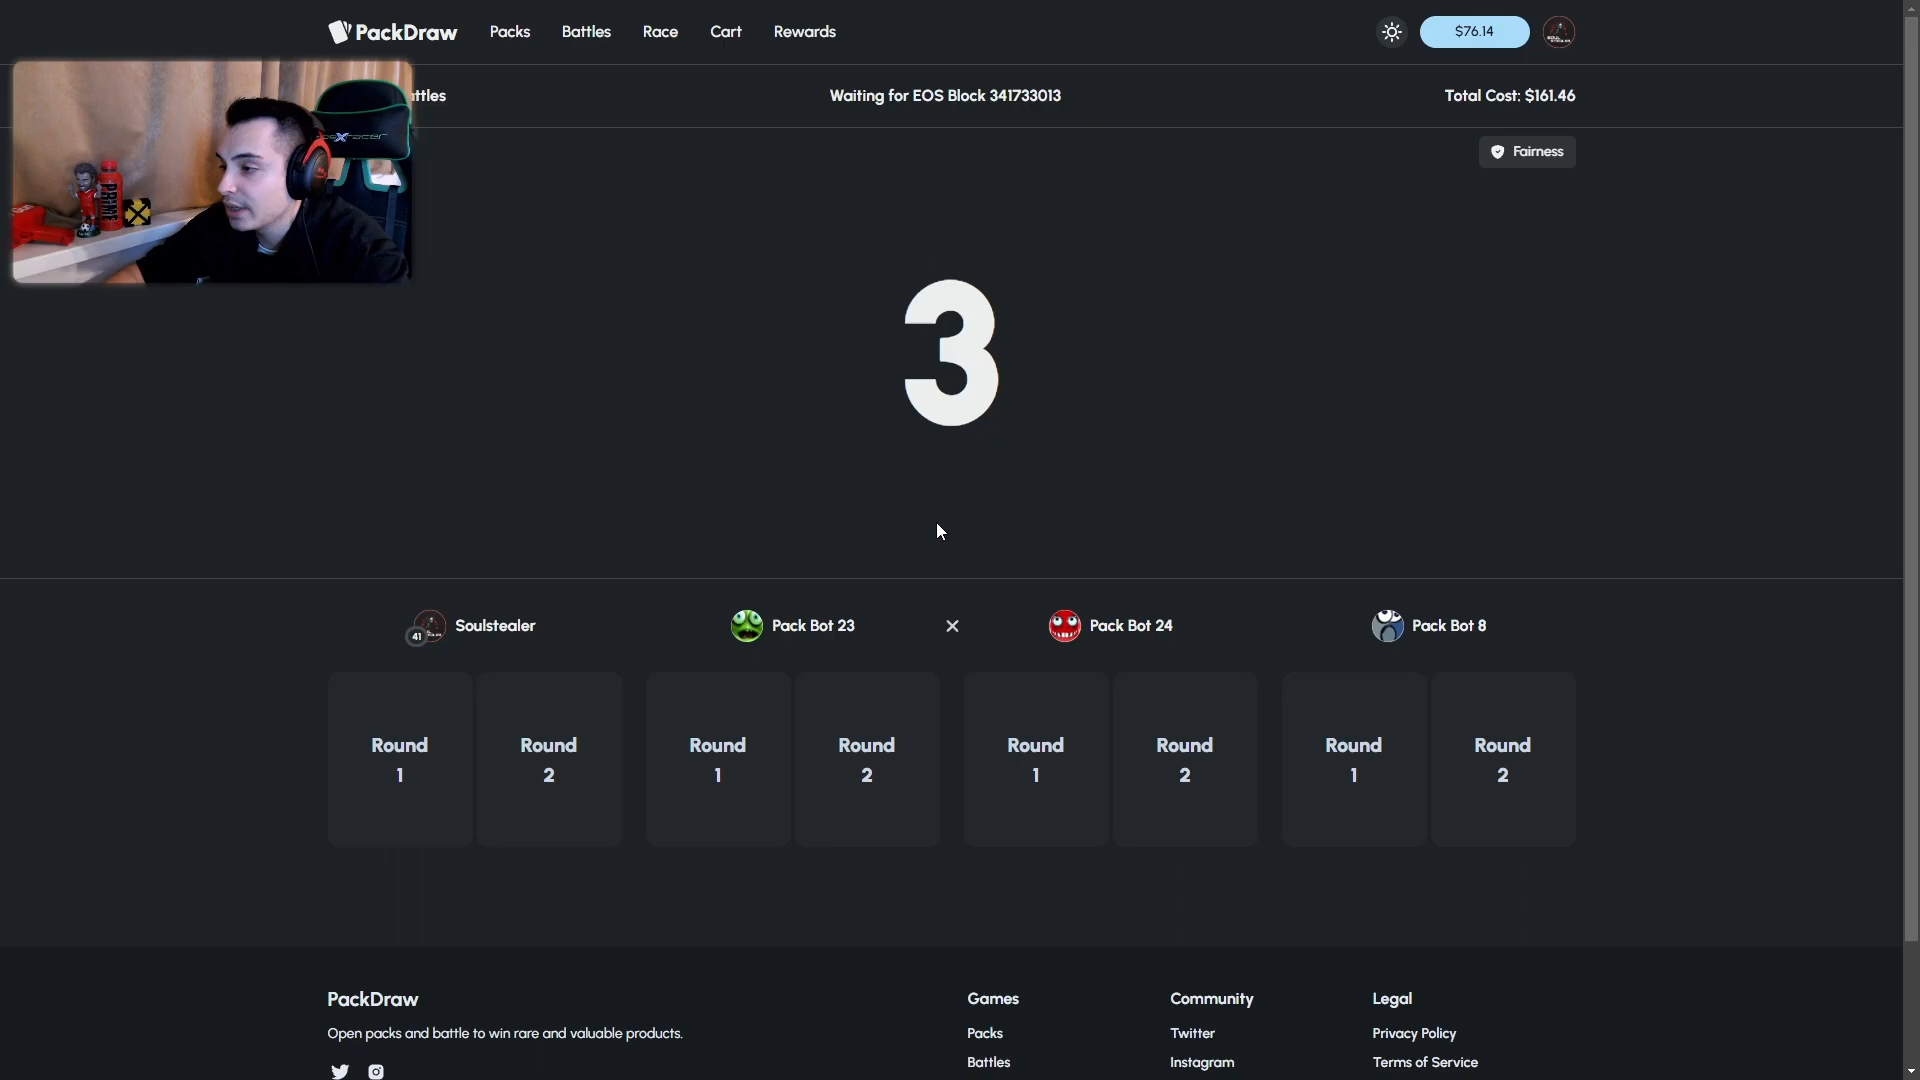 PackDraw Packs Battles Race Cart Rewards $76.14
ttles Waiting for EOS Block 341733013 Total Cost: $161.46
Fairness
PRIME
3
41 Soulstealer Pack Bot 23 Pack Bot 24 Pack Bot 8
Round Round Round Round Round Round Round Round
1 2 1 2 1 2 1 2
PackDraw Games Community Legal
Open packs and battle to win rare and valuable products. Packs Twitter Privacy Policy
Battles Instagram Terms of Service